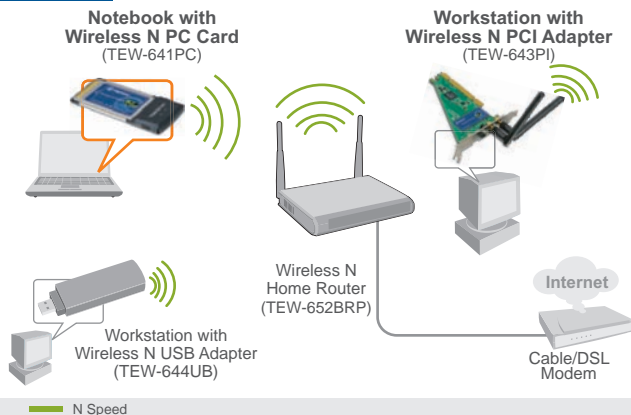 Notebook with
Wireless N PC Card
(TEW-641PC)
Workstation with
Wireless N PCI Adapter
(TEW-643PI)
Wireless N
Home Router
(TEW-652BRP)
Internet
Cable/DSL
Modem
Workstation with
Wireless N USB Adapter
(TEW-644UB)
N Speed